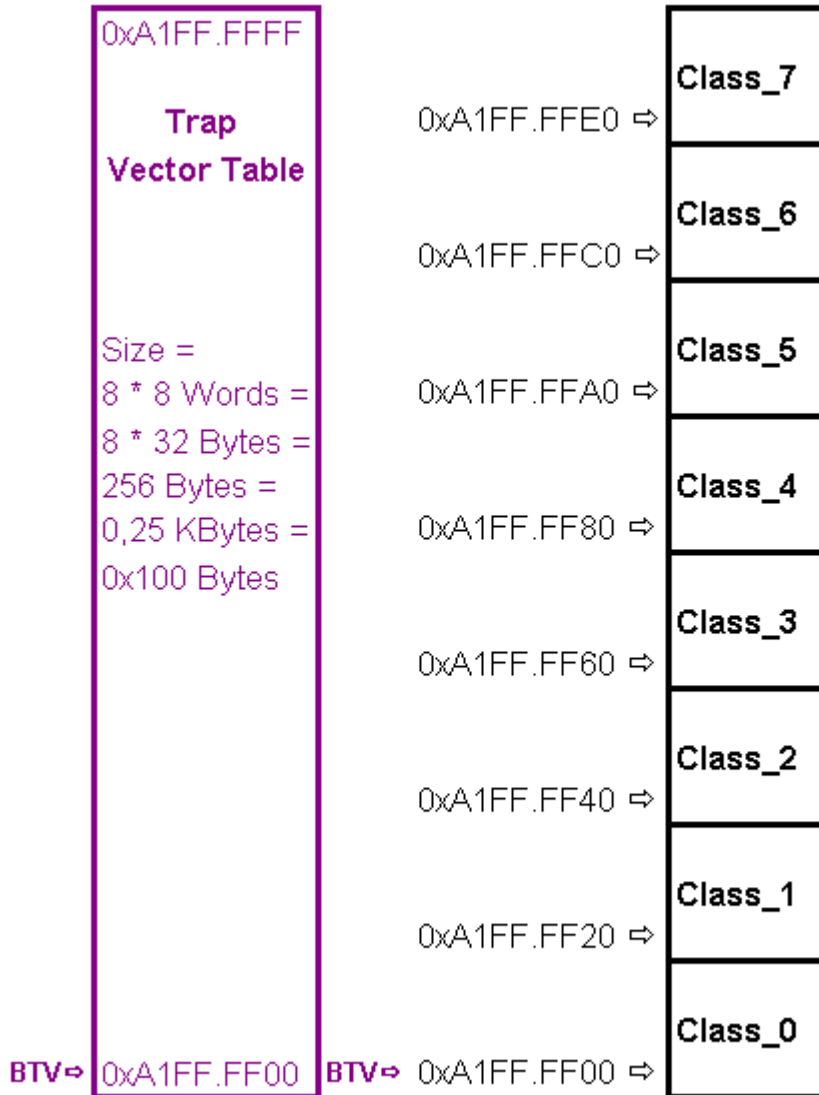 0xA1FF.FFFF
Trap
Vector Table
Size =
8 * 8 Words =
8 * 32 Bytes =
256 Bytes =
0,25 KBytes =
0x100 Bytes
BTV⇨ 0xA1FF.FF00
Class_7
0xA1FF.FFE0 ⇨
Class_6
0xA1FF.FFC0 ⇨
Class_5
0xA1FF.FFA0 ⇨
Class_4
0xA1FF.FF80 ⇨
Class_3
0xA1FF.FF60 ⇨
Class_2
0xA1FF.FF40 ⇨
Class_1
0xA1FF.FF20 ⇨
Class_0
BTV⇨ 0xA1FF.FF00 ⇨